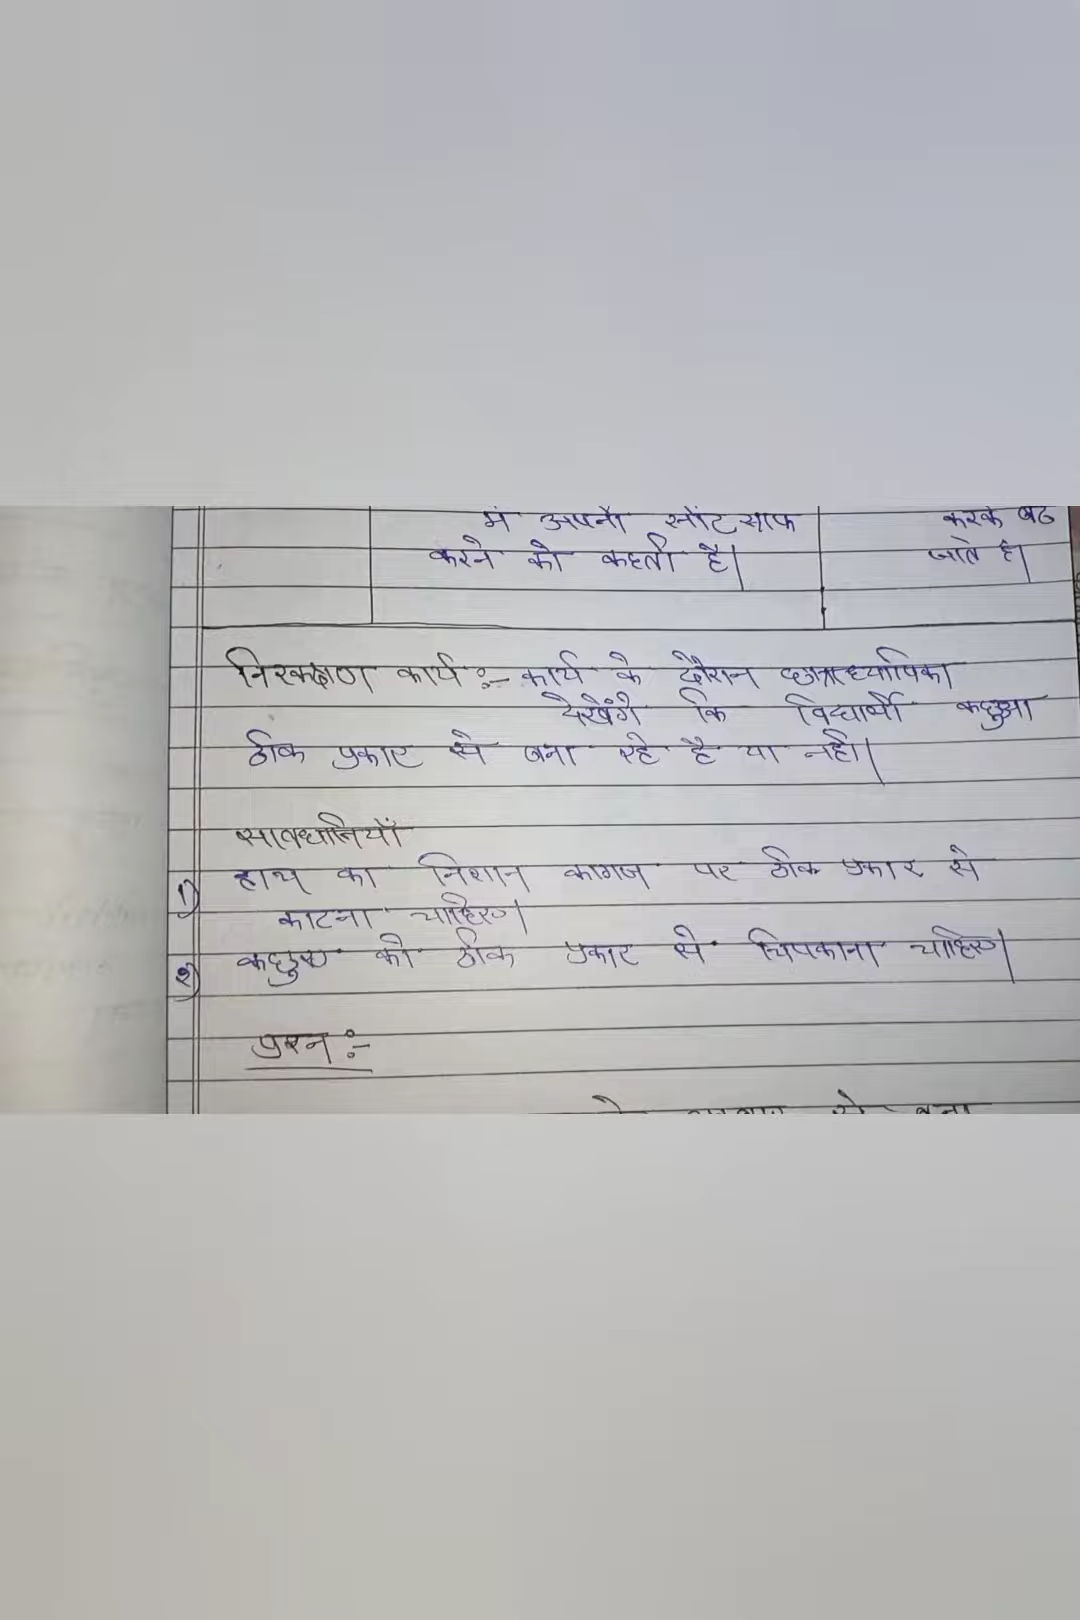 में अपनी सीट साफ
करके बैठ
करने को कहती है।
जाते है।
निरक्षण कार्य :- कार्य के दौरान छात्राध्यापिका
देखेंगे कि विद्यार्थी कछुआ
ठीक प्रकार से बना रहे है या नही।
सावधानियाँ
1) हाथ का निशान कागज पर ठीक प्रकार से
काटना चाहिए।
2) कछुए को ठीक प्रकार से चिपकाना चाहिए।
प्रश्न :-
से बना